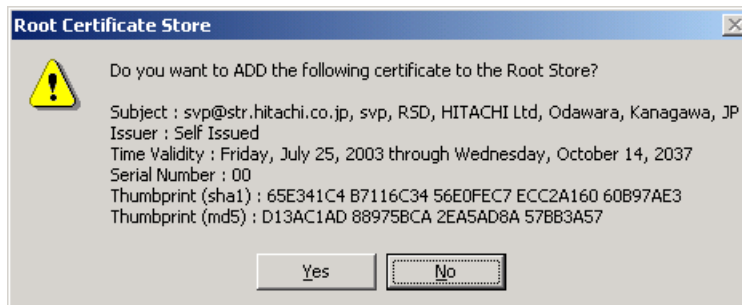 Root Certificate Store
Do you want to ADD the following certificate to the Root Store?
Subject : svp@str.hitachi.co.jp, svp, RSD, HITACHI Ltd, Odawara, Kanagawa, JP
Issuer : Self Issued
Time Validity : Friday, July 25, 2003 through Wednesday, October 14, 2037
Serial Number : 00
Thumbprint (sha1) : 65E341C4 B7116C34 56E0FEC7 ECC2A160 60B97AE3
Thumbprint (md5) : D13AC1AD 88975BCA 2EA5AD8A 57BB3A57
Yes No